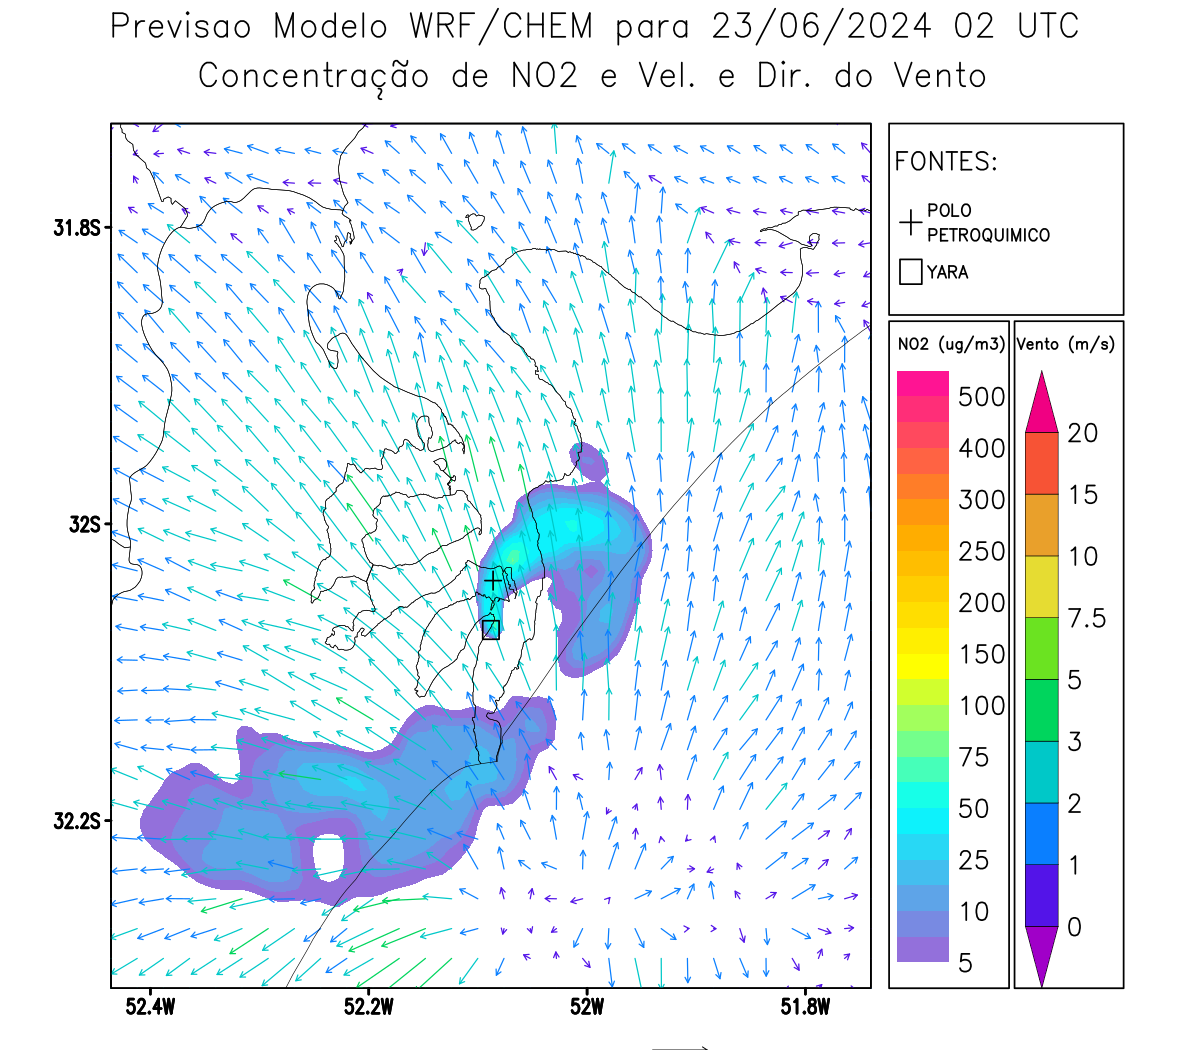 Previsao Modelo WRF/CHEM para 23/06/2024 02 UTC
Concentração de NO2 e Vel. e Dir. do Vento
FONTES:
POLO
PETROQUIMICO
YARA
NO2 (ug/m3)
500
400
300
250
200
150
100
75
50
25
10
5
Vento (m/s)
20
15
10
7.5
5
3
2
1
0
31.8S
32S
32.2S
52.4W
52.2W
52W
51.8W